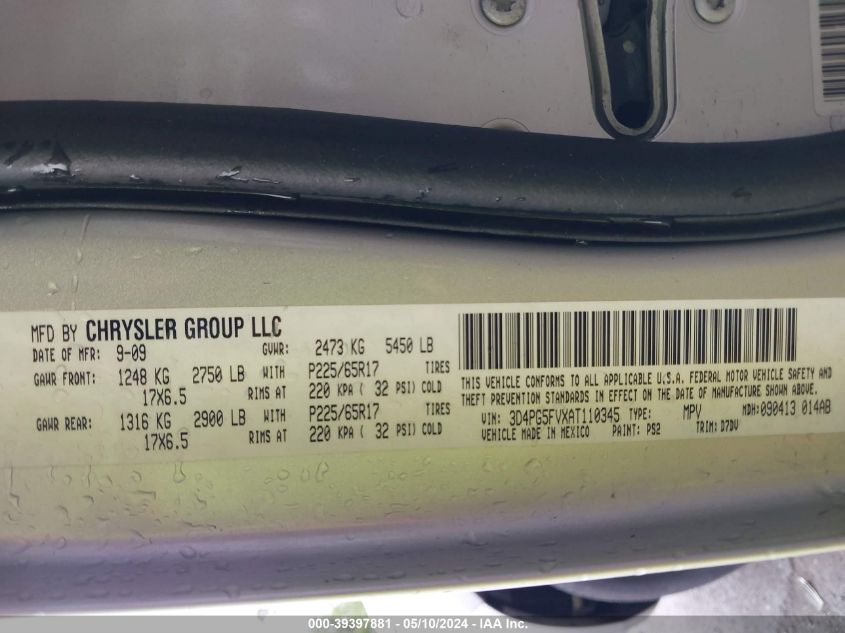 MFD BY CHRYSLER GROUP LLC
DATE OF MFR: 9-09 GVWR: 2473 KG 5450 LB
GAWR FRONT: 1248 KG 2750 LB WITH P225/65R17 TIRES
17X6.5 RIMS AT 220 KPA ( 32 PSI) COLD
GAWR REAR: 1316 KG 2900 LB WITH P225/65R17 TIRES
17X6.5 RIMS AT 220 KPA ( 32 PSI) COLD
THIS VEHICLE CONFORMS TO ALL APPLICABLE U.S.A. FEDERAL MOTOR VEHICLE SAFETY AND
THEFT PREVENTION STANDARDS IN EFFECT ON THE DATE OF MANUFACTURE SHOWN ABOVE.
VIN: 3D4PG5FVXAT110345 TYPE: MPV MDH:090413 014AB
VEHICLE MADE IN MEXICO PAINT: PS2 TRIM: D7DV
000-39397881 - 05/10/2024 - IAA Inc.